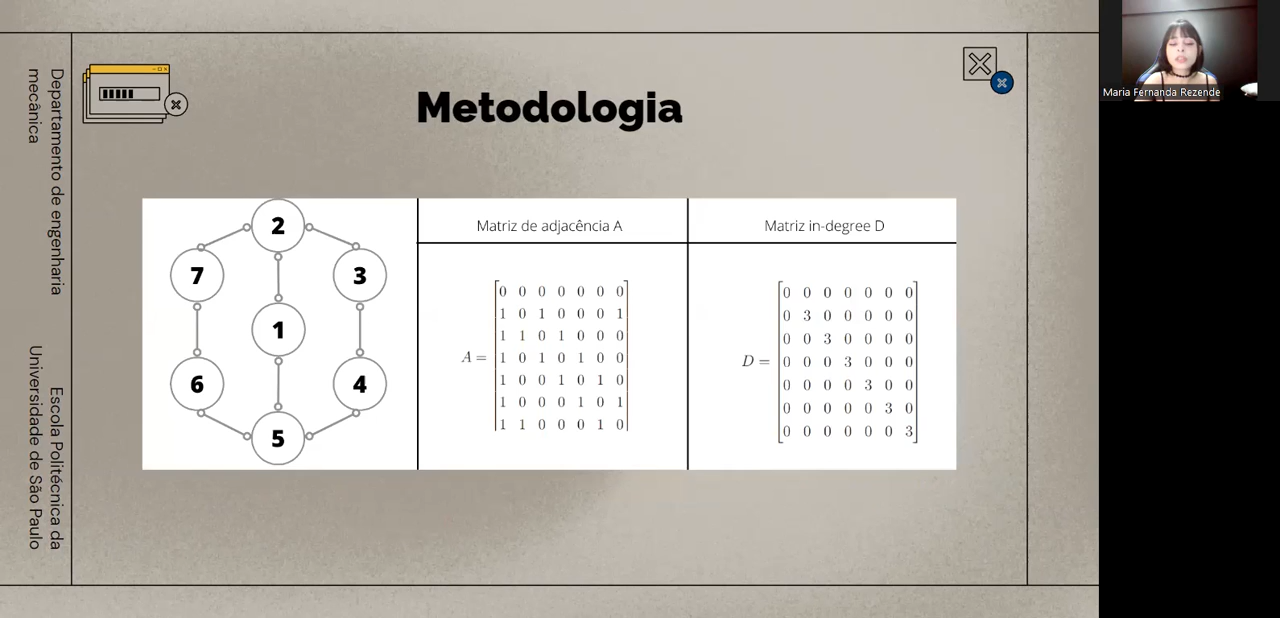 Metodologia
Departamento de engenharia
mecânica
Escola Politécnica da
Universidade de São Paulo
2
7
3
1
6
4
5
Matriz de adjacência A
A =
0 0 0 0 0 0 0
1 0 1 0 0 0 1
1 1 0 1 0 0 0
1 0 1 0 1 0 0
1 0 0 1 0 1 0
1 0 0 0 1 0 1
1 1 0 0 0 1 0
Matriz in-degree D
D =
0 0 0 0 0 0 0
0 3 0 0 0 0 0
0 0 3 0 0 0 0
0 0 0 3 0 0 0
0 0 0 0 3 0 0
0 0 0 0 0 3 0
0 0 0 0 0 0 3
Maria Fernanda Rezende